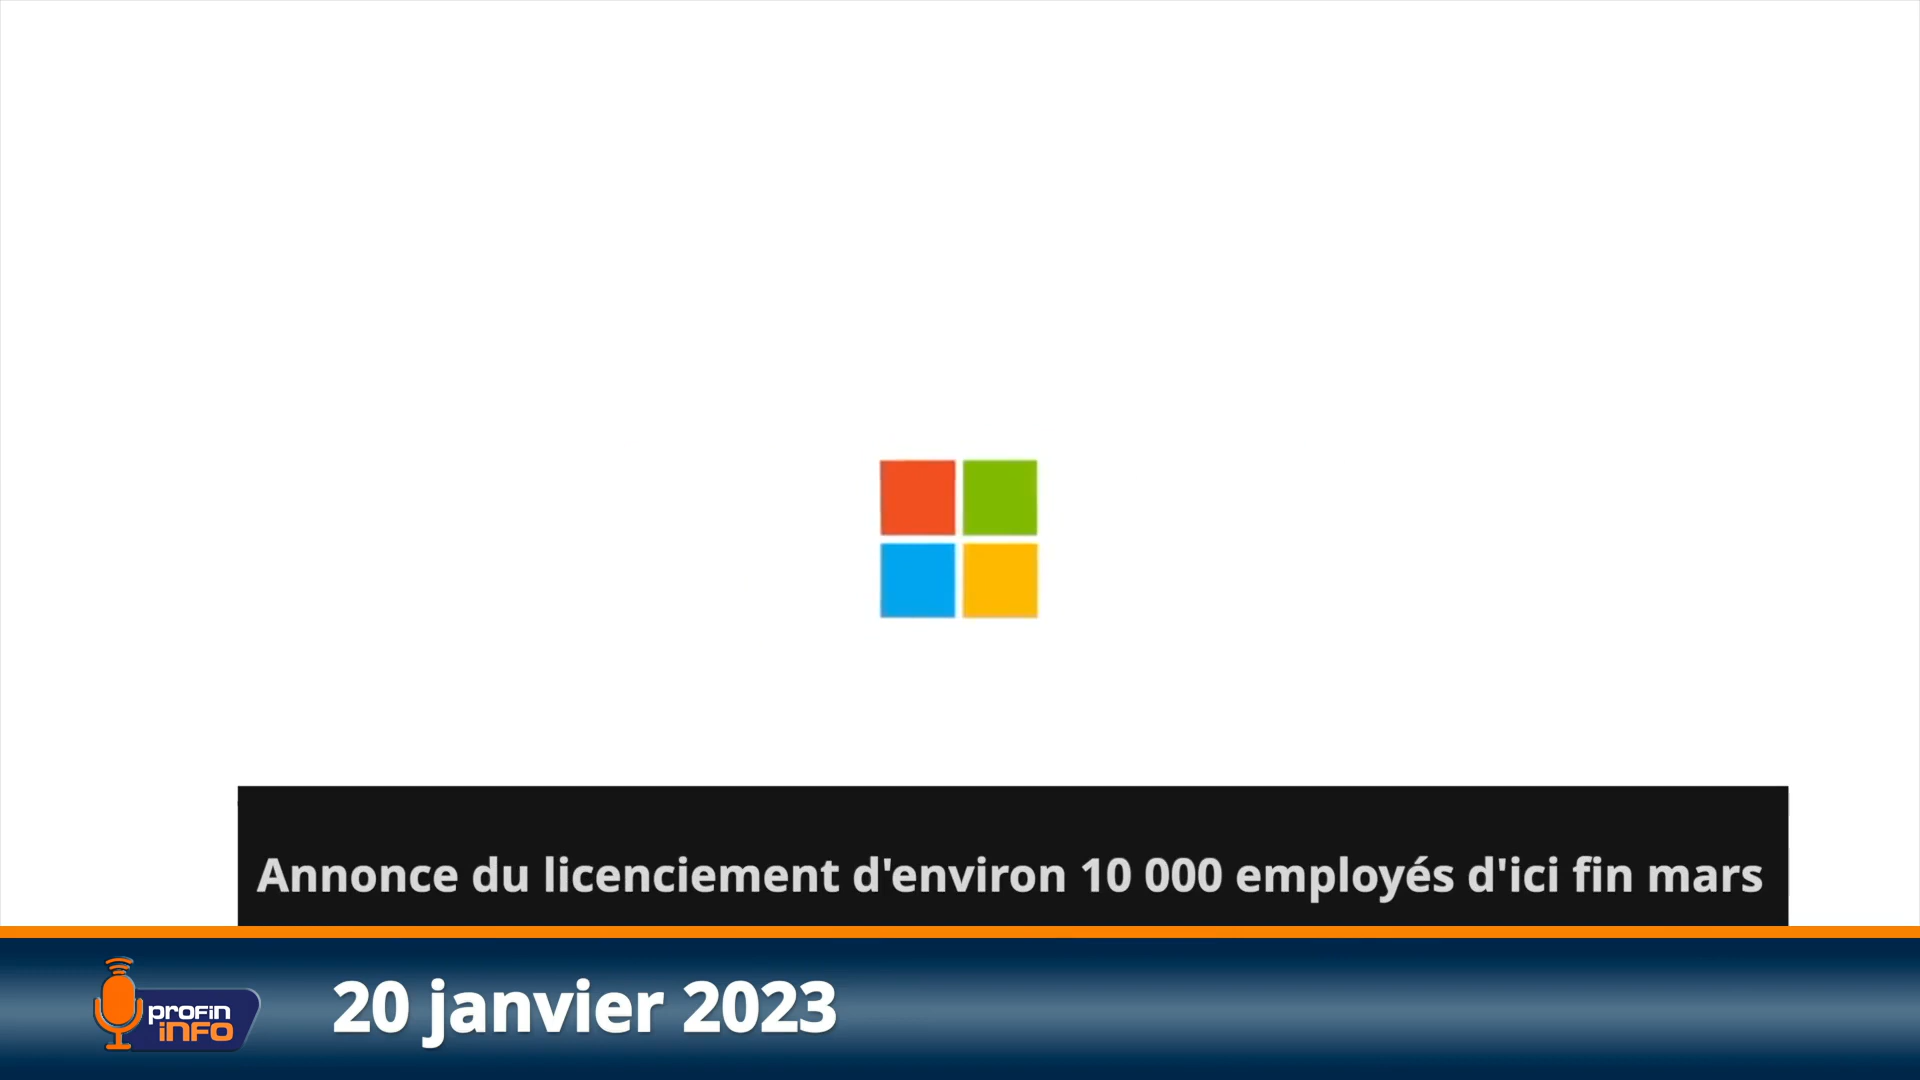 Annonce du licenciement d'environ 10 000 employés d'ici fin mars
profin
iNFO
20 janvier 2023